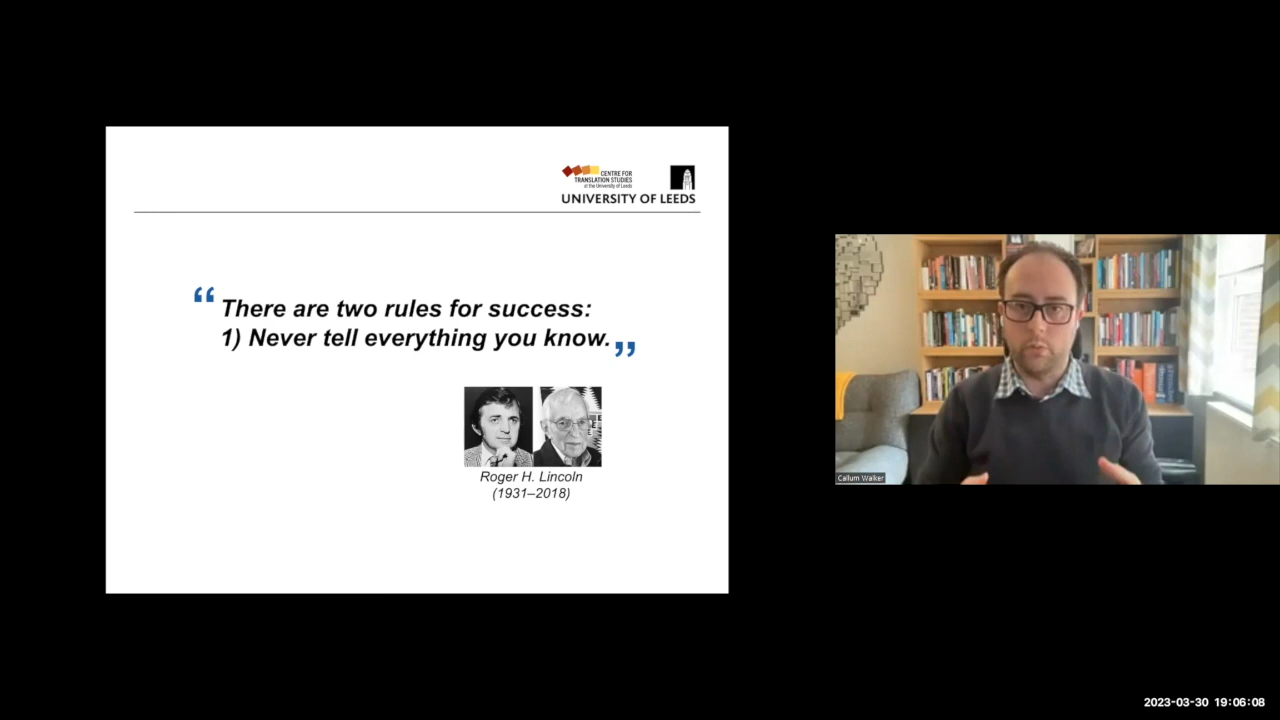 CENTRE FOR
TRANSLATION STUDIES
at the University of Leeds
UNIVERSITY OF LEEDS
“ There are two rules for success:
1) Never tell everything you know. ”
Roger H. Lincoln
(1931–2018)
Callum Walker
2023-03-30 19:06:08